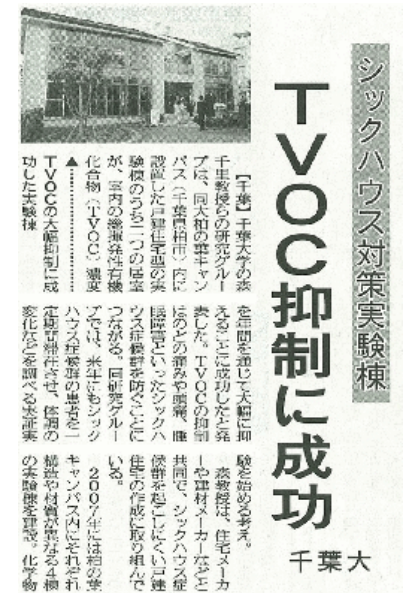 シックハウス対策実験棟
TVOC抑制に成功
千葉大
【千葉】千葉大学の森
千里教授らの研究グルー
プは、同大柏の葉キャン
パス（千葉県柏市）内に
設置した戸建住宅型の実
験棟のうち二つの居室
が、室内の総揮発性有機
化合物（TVOC）濃度
を年間を通じて大幅に抑
えることに成功したと発
表した。TVOCの抑制
はのどの痛みや頭痛、睡
眠障害といったシックハ
ウス症候群を防ぐことに
つながる。同研究グルー
プでは、来年にもシック
ハウス症候群の患者を一
定期間滞在させ、体調の
変化などを調べる実証実
験を始める考え。
森教授は、住宅メーカ
ーや建材メーカーなどと
共同で、シックハウス症
候群を起こしにくい戸建
住宅の作成に取り組んで
いる。
2007年には柏の葉
キャンパス内にそれぞれ
構造や材質が異なる4棟
の実験棟を建設。化学物
▲
TVOCの大幅抑制に成
功した実験棟